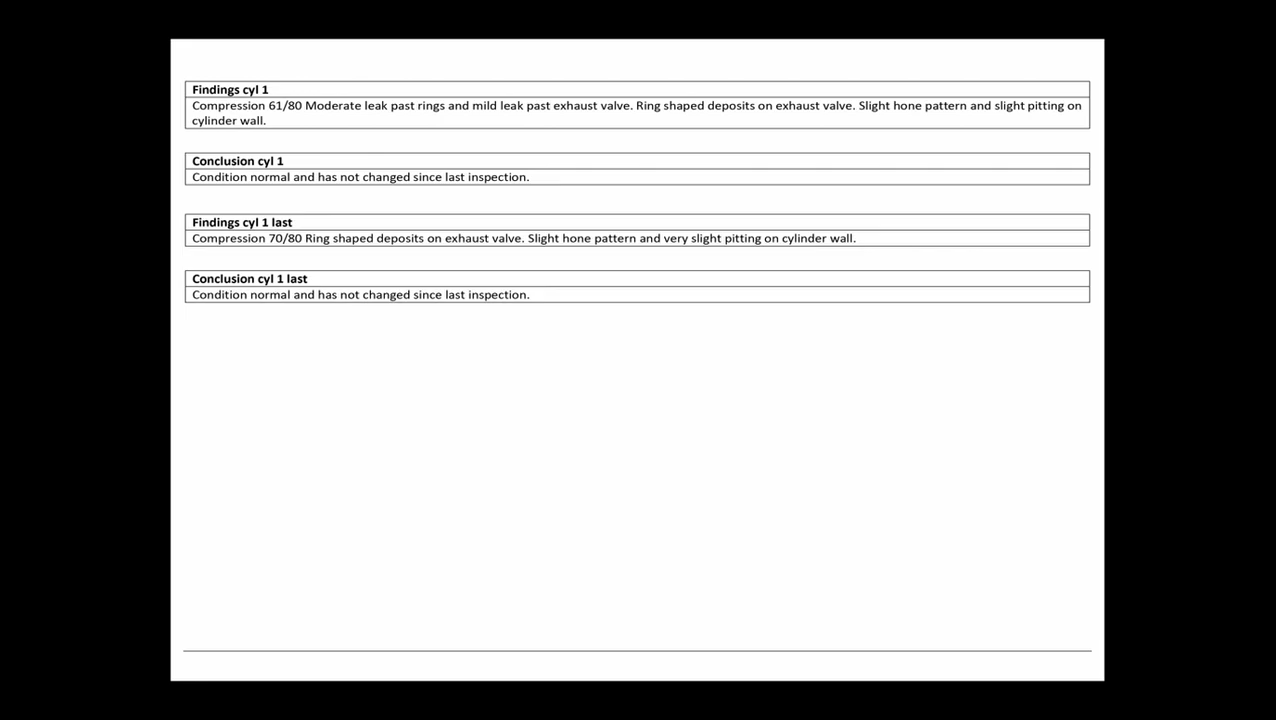 Findings cyl 1
Compression 61/80 Moderate leak past rings and mild leak past exhaust valve. Ring shaped deposits on exhaust valve. Slight hone pattern and slight pitting on
cylinder wall.
Conclusion cyl 1
Condition normal and has not changed since last inspection.
Findings cyl 1 last
Compression 70/80 Ring shaped deposits on exhaust valve. Slight hone pattern and very slight pitting on cylinder wall.
Conclusion cyl 1 last
Condition normal and has not changed since last inspection.